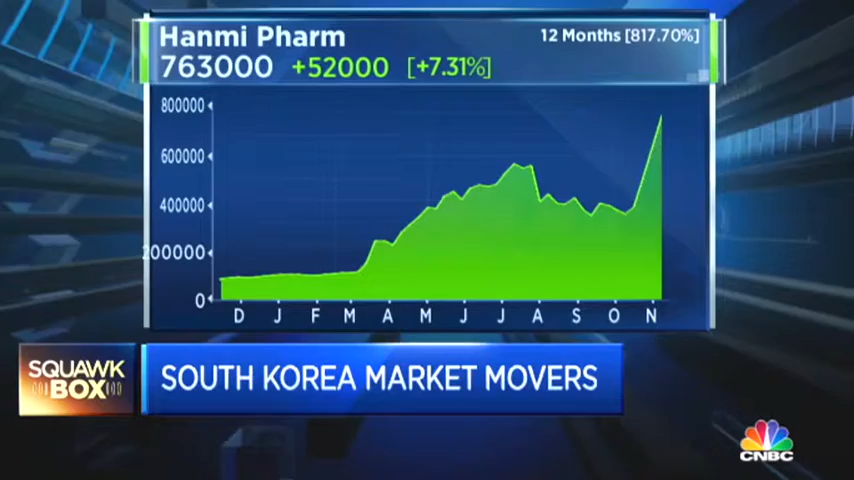 Hanmi Pharm
12 Months [817.70%]
763000 +52000 [+7.31%]
800000
600000
400000
200000
0
D J F M A M J J A S O N
SQUAWK
BOX
SOUTH KOREA MARKET MOVERS
CNBC